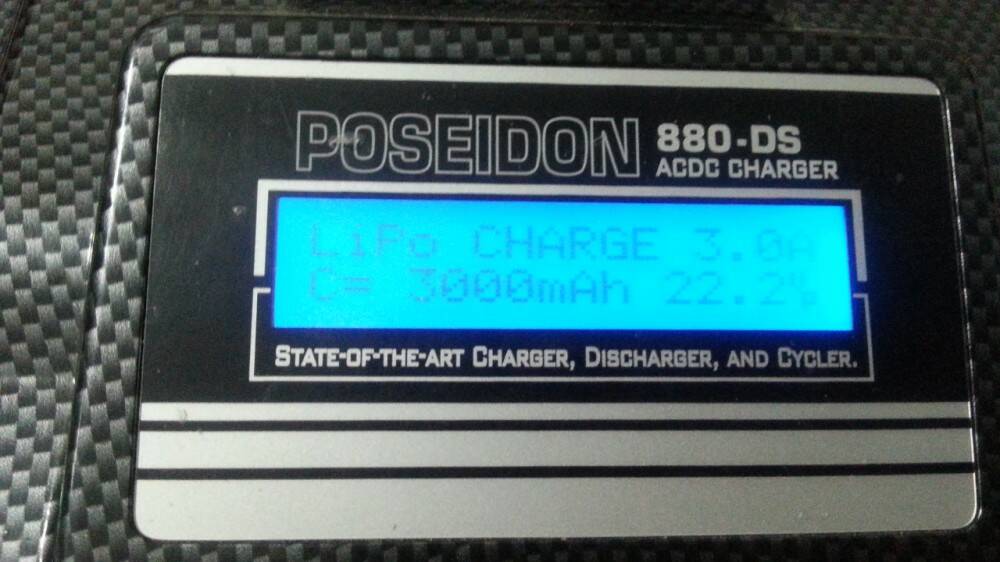 POSEIDON 880-DS
ACDC CHARGER
LiPo CHARGE 3.0A
C= 3000mAh 22.2Vp
STATE-OF-THE-ART CHARGER, DISCHARGER, AND CYCLER.